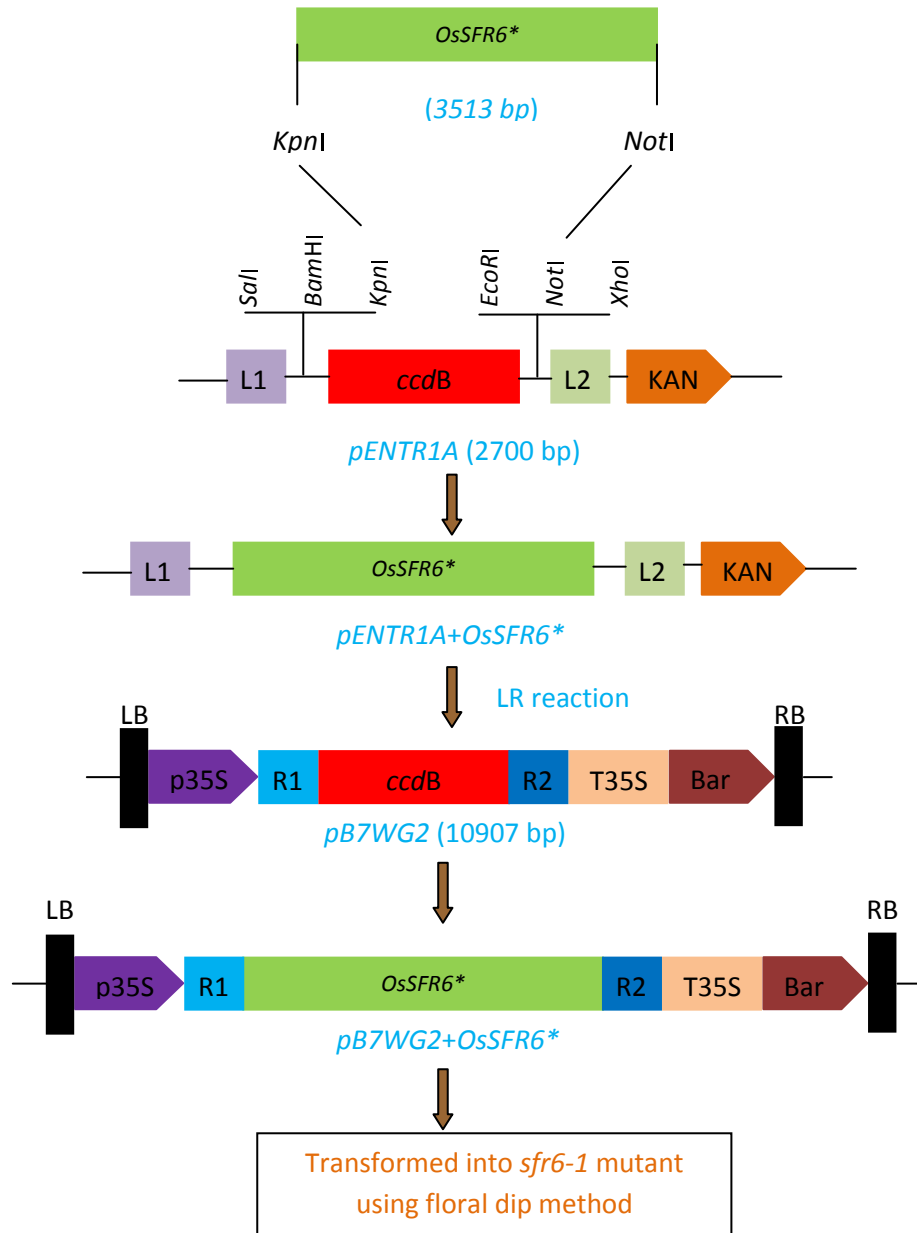 OsSFR6*
(3513 bp)
KpnI NotI
SalI BamHI KpnI EcoRI NotI XhoI
L1 ccdB L2 KAN
pENTR1A (2700 bp)
L1 OsSFR6* L2 KAN
pENTR1A+OsSFR6*
LR reaction
LB RB
p35S R1 ccdB R2 T35S Bar
pB7WG2 (10907 bp)
LB RB
p35S R1 OsSFR6* R2 T35S Bar
pB7WG2+OsSFR6*
Transformed into sfr6-1 mutant
using floral dip method